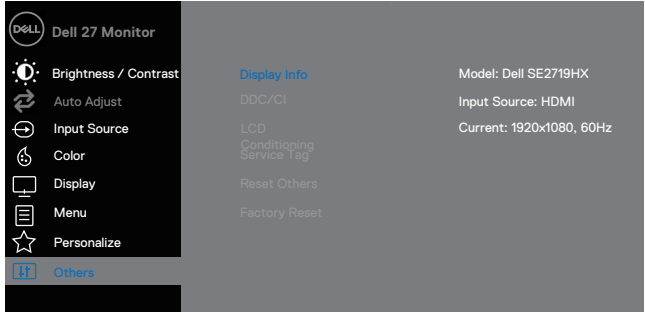 DELL
Dell 27 Monitor
Brightness / Contrast
Auto Adjust
Input Source
Color
Display
Menu
Personalize
Others
Display Info
DDC/CI
LCD
Conditioning
Service Tag
Reset Others
Factory Reset
Model: Dell SE2719HX
Input Source: HDMI
Current: 1920x1080, 60Hz